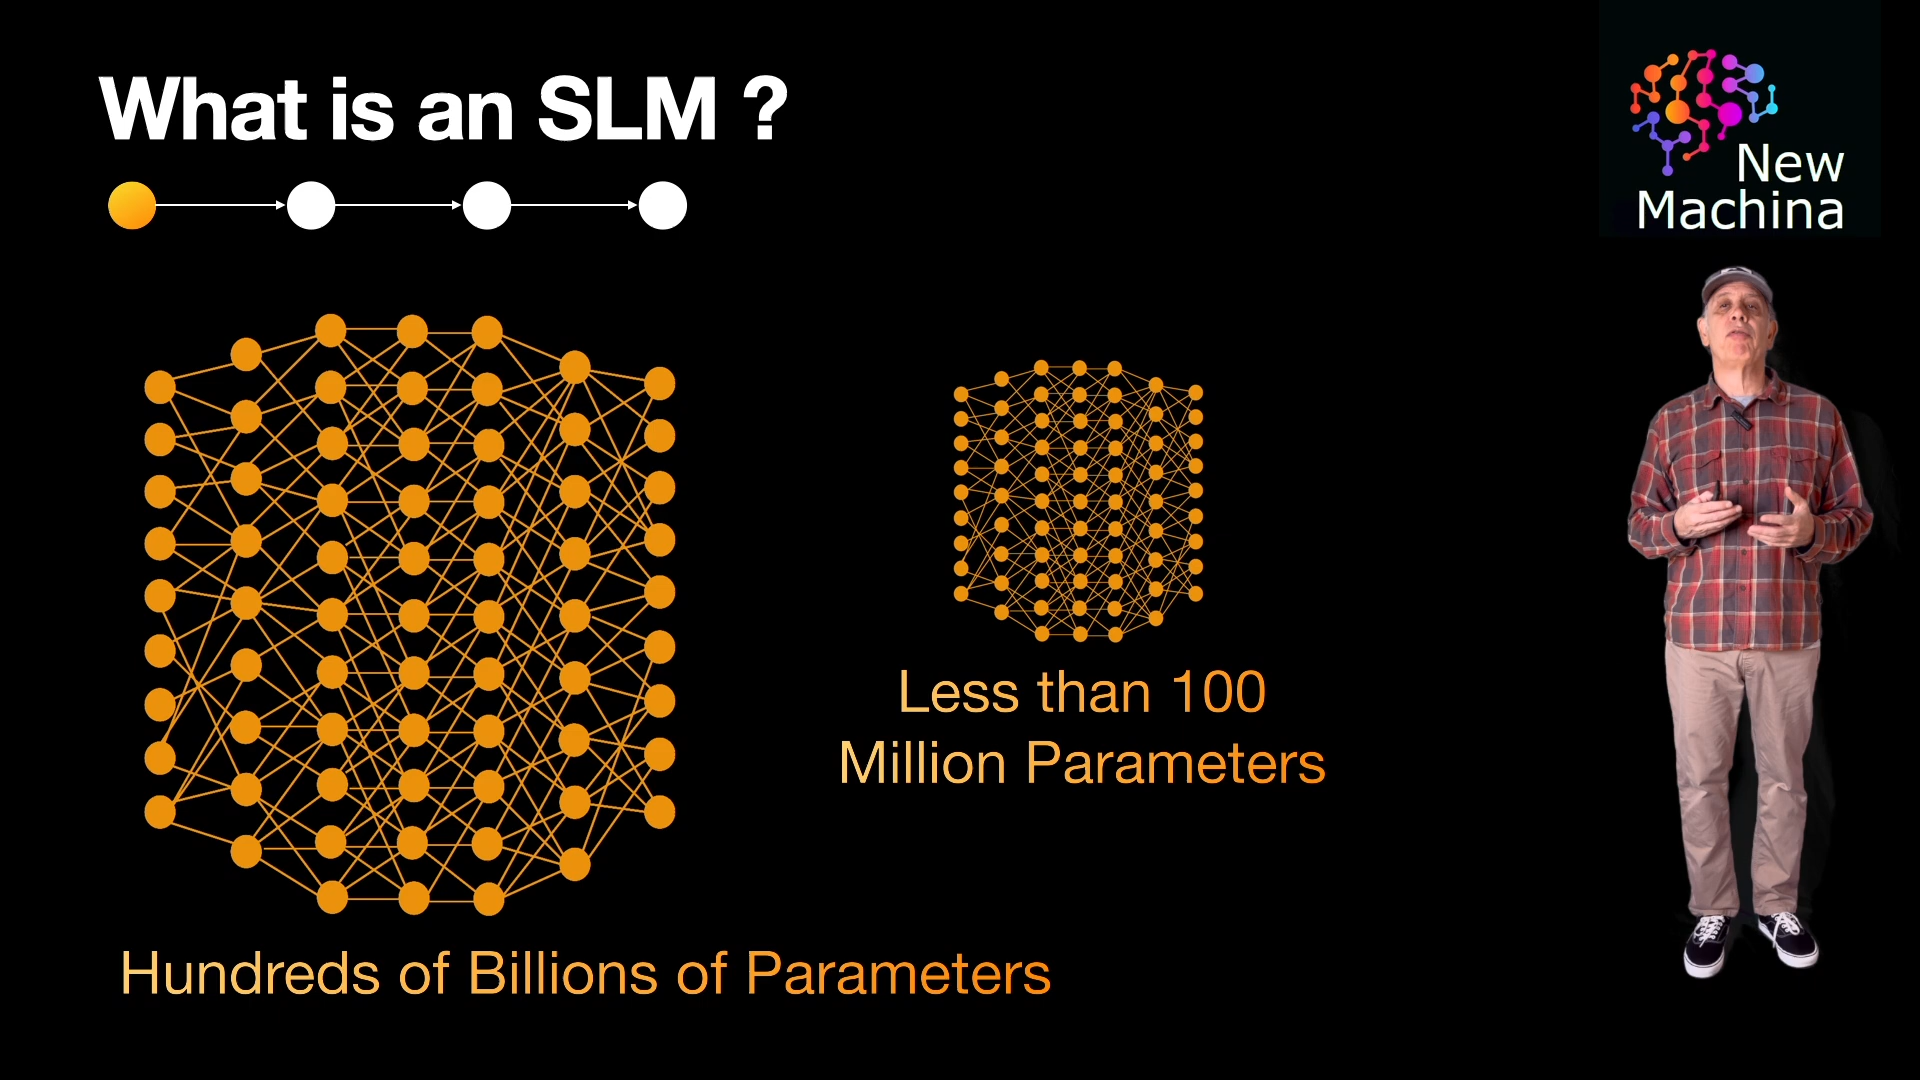 What is an SLM ?
New
Machina
Less than 100
Million Parameters
Hundreds of Billions of Parameters